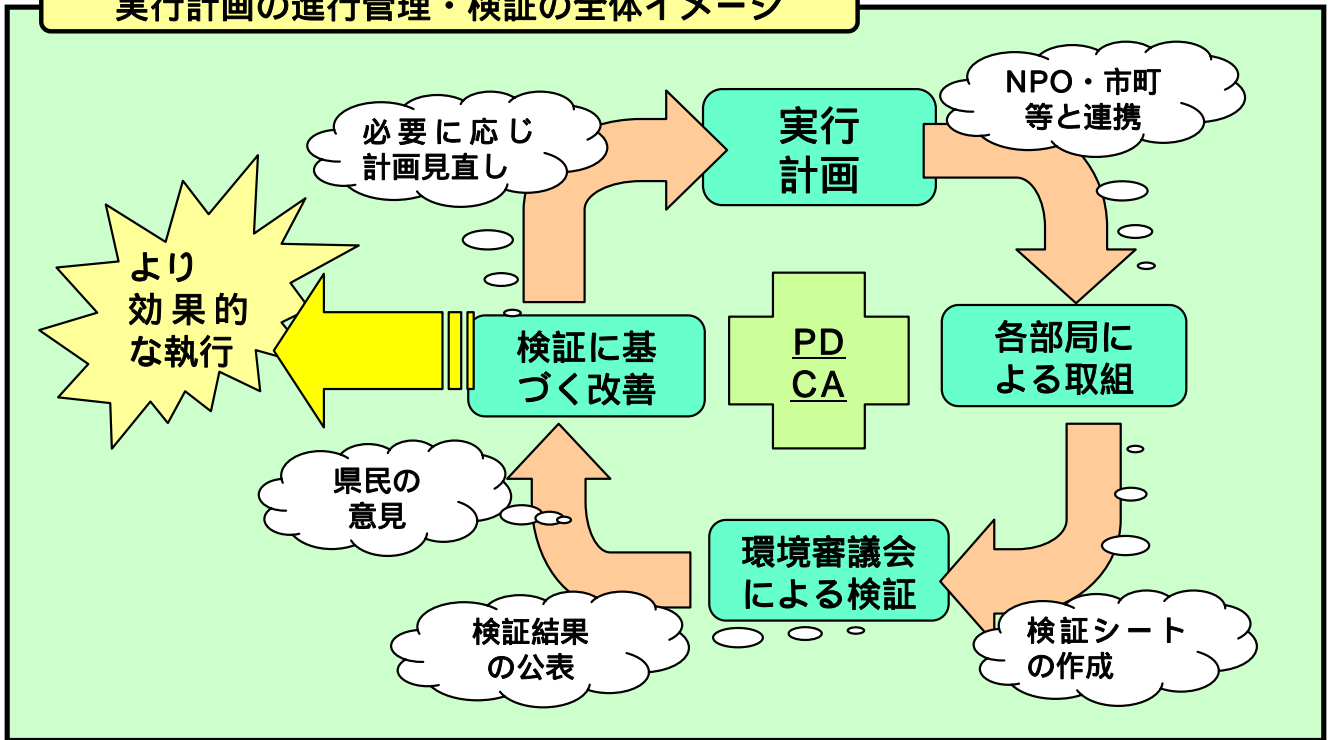 実行計画の進行管理・検証の全体イメージ
NPO・市町
等と連携
必要に応じ
計画見直し
実行
計画
より
効果的
な執行
検証に基
づく改善
PD
CA
各部局に
よる取組
県民の
意見
環境審議会
による検証
検証結果
の公表
検証シート
の作成